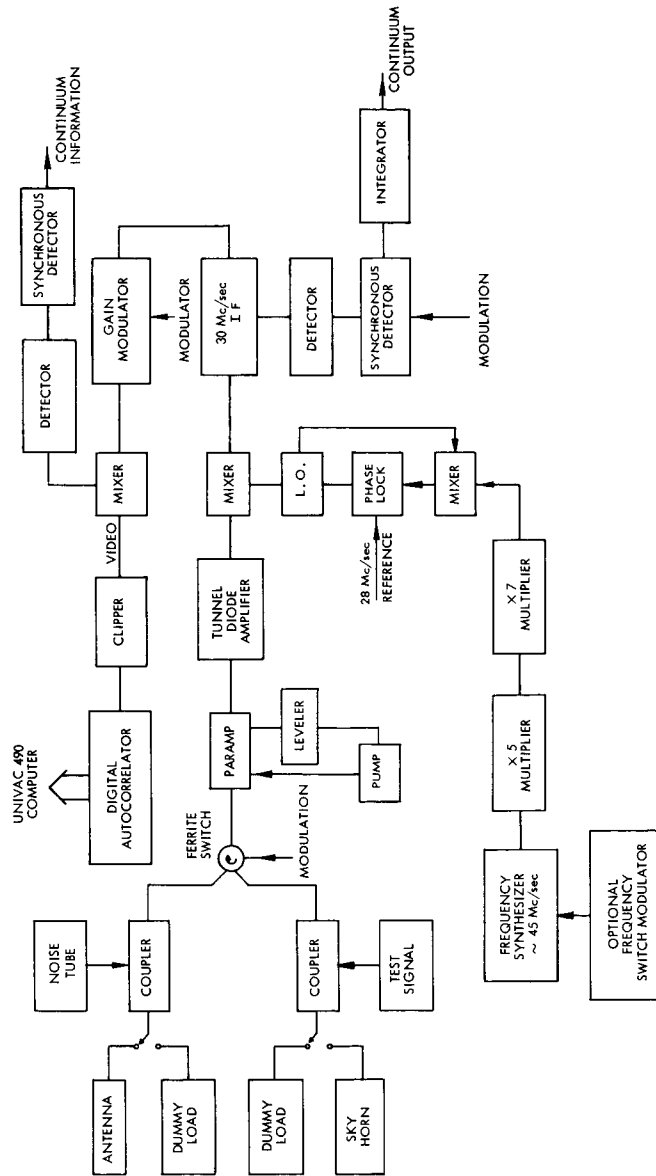 ANTENNA
DUMMY
LOAD
DUMMY
LOAD
SKY
HORN
NOISE
TUBE
COUPLER
COUPLER
TEST
SIGNAL
FERRITE
SWITCH
MODULATION
UNIVAC 490
COMPUTER
DIGITAL
AUTOCORRELATOR
CLIPPER
VIDEO
MIXER
DETECTOR
SYNCHRONOUS
DETECTOR
CONTINUUM
INFORMATION
GAIN
MODULATOR
MODULATOR
PARAMP
LEVELER
PUMP
TUNNEL
DIODE
AMPLIFIER
MIXER
30 Mc/sec
I F
DETECTOR
SYNCHRONOUS
DETECTOR
MODULATION
INTEGRATOR
CONTINUUM
OUTPUT
L.O.
PHASE
LOCK
28 Mc/sec
REFERENCE
MIXER
X 7
MULTIPLIER
X 5
MULTIPLIER
FREQUENCY
SYNTHESIZER
~ 45 Mc/sec
OPTIONAL
FREQUENCY
SWITCH MODULATOR